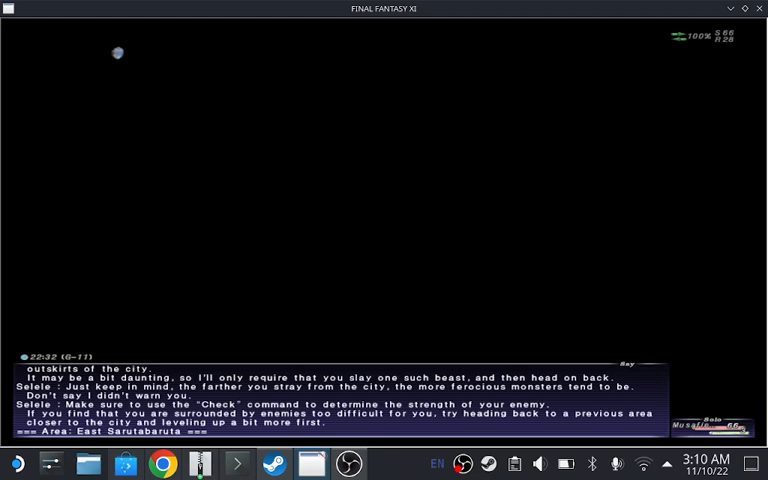 FINAL FANTASY XI
100% S 66
R 28
22:32 (G-11)
Say
outskirts of the city.
It may be a bit daunting, so I'll only require that you slay one such beast, and then head on back.
Selele : Just keep in mind, the farther you stray from the city, the more ferocious monsters tend to be.
Don't say I didn't warn you.
Selele : Make sure to use the "Check" command to determine the strength of your enemy.
If you find that you are surrounded by enemies too difficult for you, try heading back to a previous area
closer to the city and leveling up a bit more first.
=== Area: East Sarutabaruta ===
Solo
66
EN
3:10 AM
11/10/22